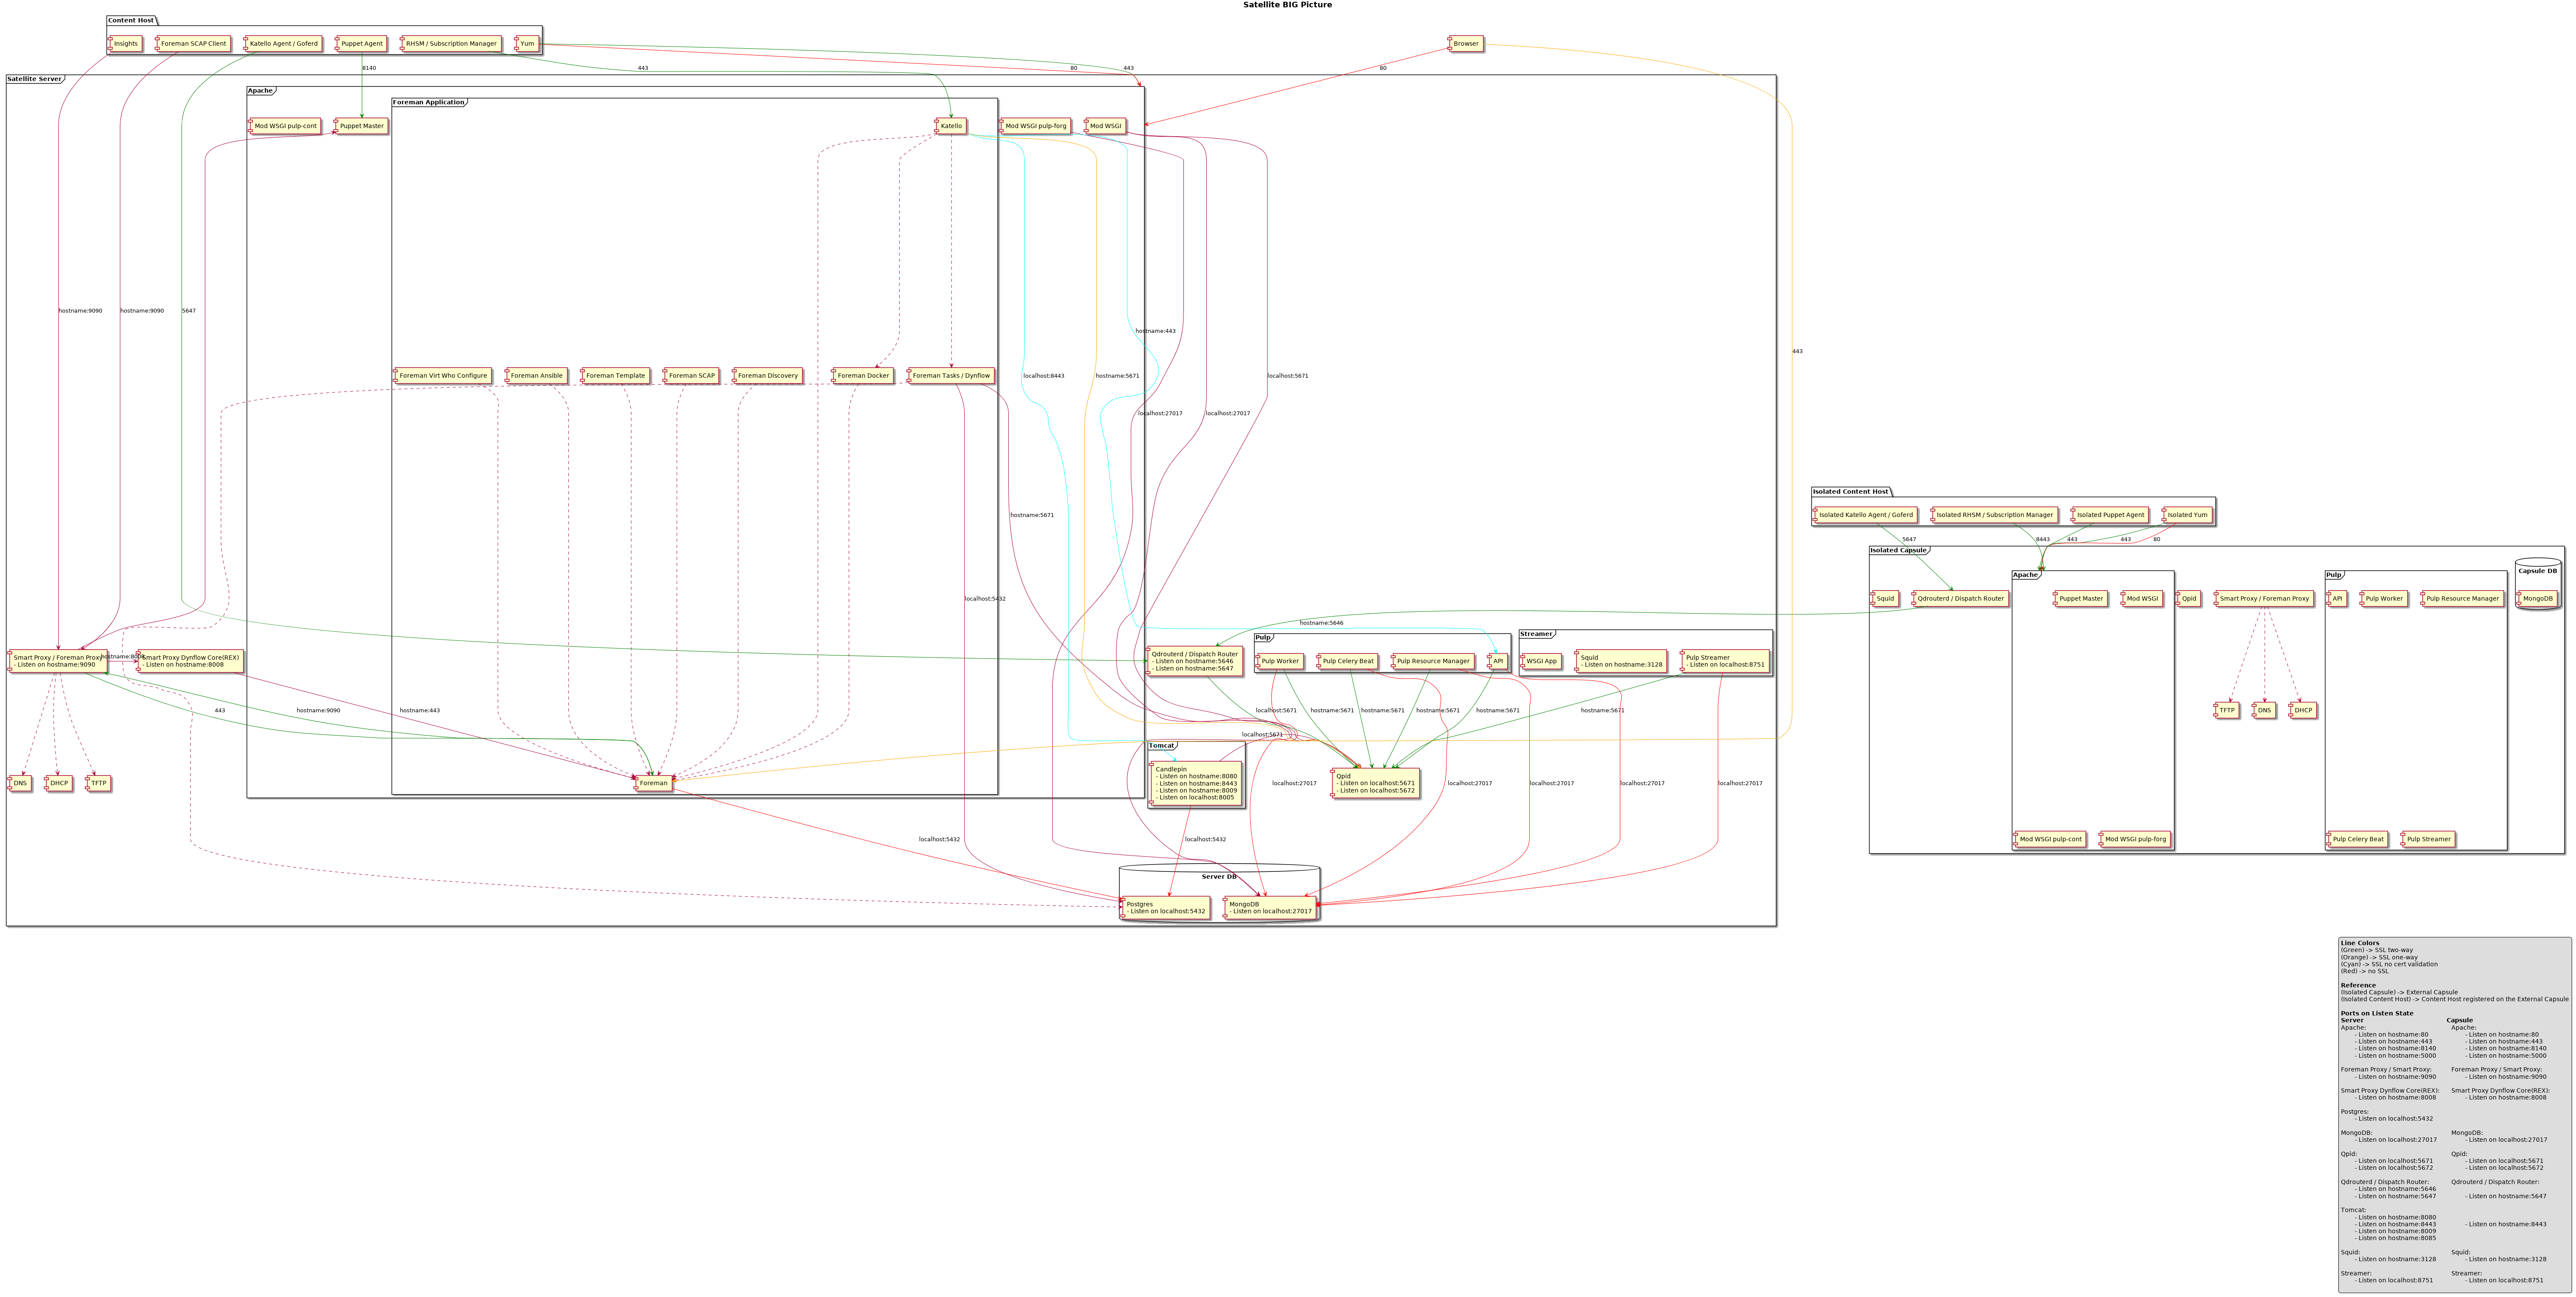 Satellite BIG Picture
Content Host
Insights
Foreman SCAP Client
Katello Agent / Goferd
Puppet Agent
RHSM / Subscription Manager
Yum
Browser
8140
443
80
443
80
Satellite Server
Apache
Foreman Application
Mod WSGI pulp-cont
Puppet Master
Katello
Mod WSGI pulp-forg
Mod WSGI
hostname:9090
hostname:9090
5647
hostname:443
443
localhost:8443
hostname:5671
localhost:5671
Foreman Virt Who Configure
Foreman Ansible
Foreman Template
Foreman SCAP
Foreman Discovery
Foreman Docker
Foreman Tasks / Dynflow
localhost:27017
localhost:27017
hostname:5671
localhost:5432
Isolated Content Host
Isolated Katello Agent / Goferd
Isolated RHSM / Subscription Manager
Isolated Puppet Agent
Isolated Yum
5647
8443
443
443
80
Isolated Capsule
Apache
Pulp
Capsule DB
Squid
Qdrouterd / Dispatch Router
Puppet Master
Mod WSGI
Qpid
Smart Proxy / Foreman Proxy
API
Pulp Worker
Pulp Resource Manager
MongoDB
hostname:5646
Smart Proxy / Foreman Proxy
- Listen on hostname:9090
hostname:8008
Smart Proxy Dynflow Core(REX)
- Listen on hostname:8008
Qdrouterd / Dispatch Router
- Listen on hostname:5646
- Listen on hostname:5647
Pulp
Pulp Worker
Pulp Celery Beat
Pulp Resource Manager
API
Streamer
WSGI App
Squid
- Listen on hostname:3128
Pulp Streamer
- Listen on localhost:8751
443
hostname:9090
hostname:443
localhost:5671
hostname:5671
hostname:5671
hostname:5671
hostname:5671
hostname:5671
localhost:5671
TFTP
DNS
DHCP
DNS
DHCP
TFTP
Foreman
Tomcat
Candlepin
- Listen on hostname:8080
- Listen on hostname:8443
- Listen on hostname:8009
- Listen on localhost:8005
Qpid
- Listen on localhost:5671
- Listen on localhost:5672
localhost:27017
localhost:27017
localhost:27017
localhost:27017
localhost:27017
localhost:5432
localhost:5432
Mod WSGI pulp-cont
Mod WSGI pulp-forg
Pulp Celery Beat
Pulp Streamer
Server DB
Postgres
- Listen on localhost:5432
MongoDB
- Listen on localhost:27017
Line Colors
(Green) -> SSL two-way
(Orange) -> SSL one-way
(Cyan) -> SSL no cert validation
(Red) -> no SSL
Reference
(Isolated Capsule) -> External Capsule
(Isolated Content Host) -> Content Host registered on the External Capsule
Ports on Listen State
Server Capsule
Apache: Apache:
- Listen on hostname:80 - Listen on hostname:80
- Listen on hostname:443 - Listen on hostname:443
- Listen on hostname:8140 - Listen on hostname:8140
- Listen on hostname:5000 - Listen on hostname:5000
Foreman Proxy / Smart Proxy: Foreman Proxy / Smart Proxy:
- Listen on hostname:9090 - Listen on hostname:9090
Smart Proxy Dynflow Core(REX): Smart Proxy Dynflow Core(REX):
- Listen on hostname:8008 - Listen on hostname:8008
Postgres:
- Listen on localhost:5432
MongoDB: MongoDB:
- Listen on localhost:27017 - Listen on localhost:27017
Qpid: Qpid:
- Listen on localhost:5671 - Listen on localhost:5671
- Listen on localhost:5672 - Listen on localhost:5672
Qdrouterd / Dispatch Router: Qdrouterd / Dispatch Router:
- Listen on hostname:5646
- Listen on hostname:5647 - Listen on hostname:5647
Tomcat:
- Listen on hostname:8080
- Listen on hostname:8443 - Listen on hostname:8443
- Listen on hostname:8009
- Listen on hostname:8085
Squid: Squid:
- Listen on hostname:3128 - Listen on hostname:3128
Streamer: Streamer:
- Listen on localhost:8751 - Listen on localhost:8751